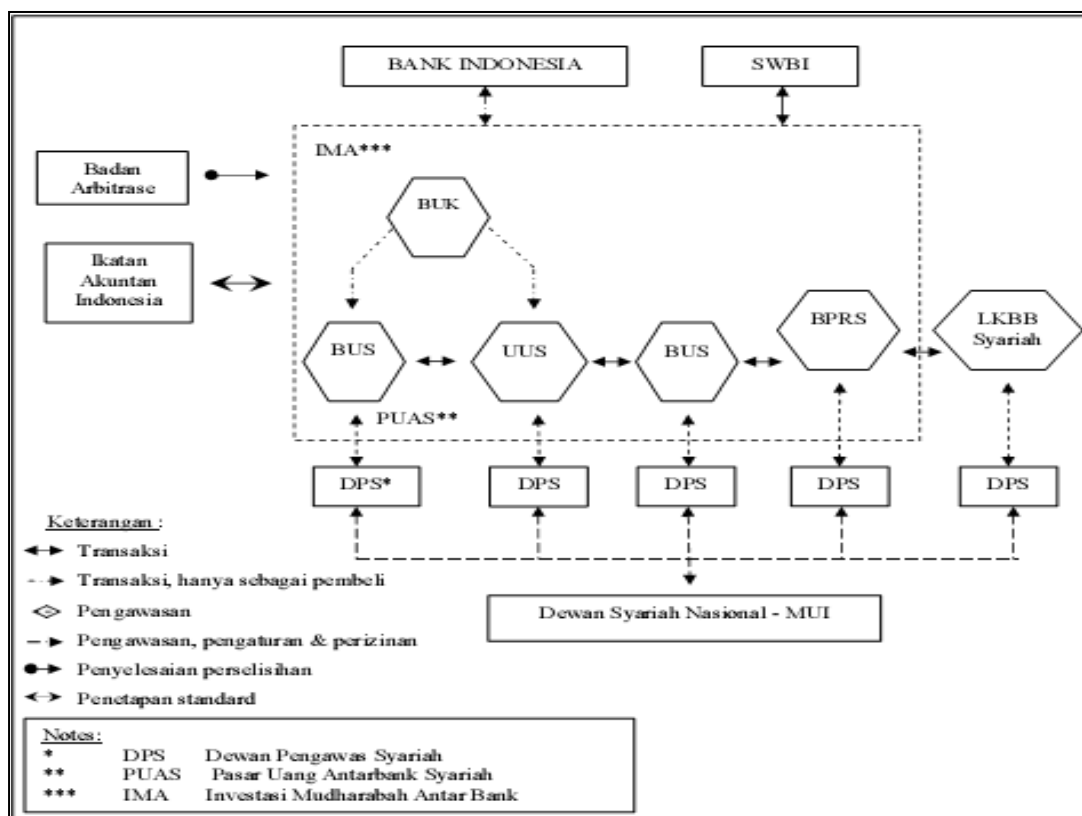 BANK INDONESIA
SWBI
IMA***
Badan
Arbitrase
BUK
Ikatan
Akuntan
Indonesia
BUS
UUS
BUS
BPRS
LKBB
Syariah
PUAS**
DPS*
DPS
DPS
DPS
DPS
Keterangan :
Transaksi
Transaksi, hanya sebagai pembeli
Pengawasan
Pengawasan, pengaturan & perizinan
Penyelesaian perselisihan
Penetapan standard
Dewan Syariah Nasional - MUI
Notes:
* DPS Dewan Pengawas Syariah
** PUAS Pasar Uang Antarbank Syariah
*** IMA Investasi Mudharabah Antar Bank